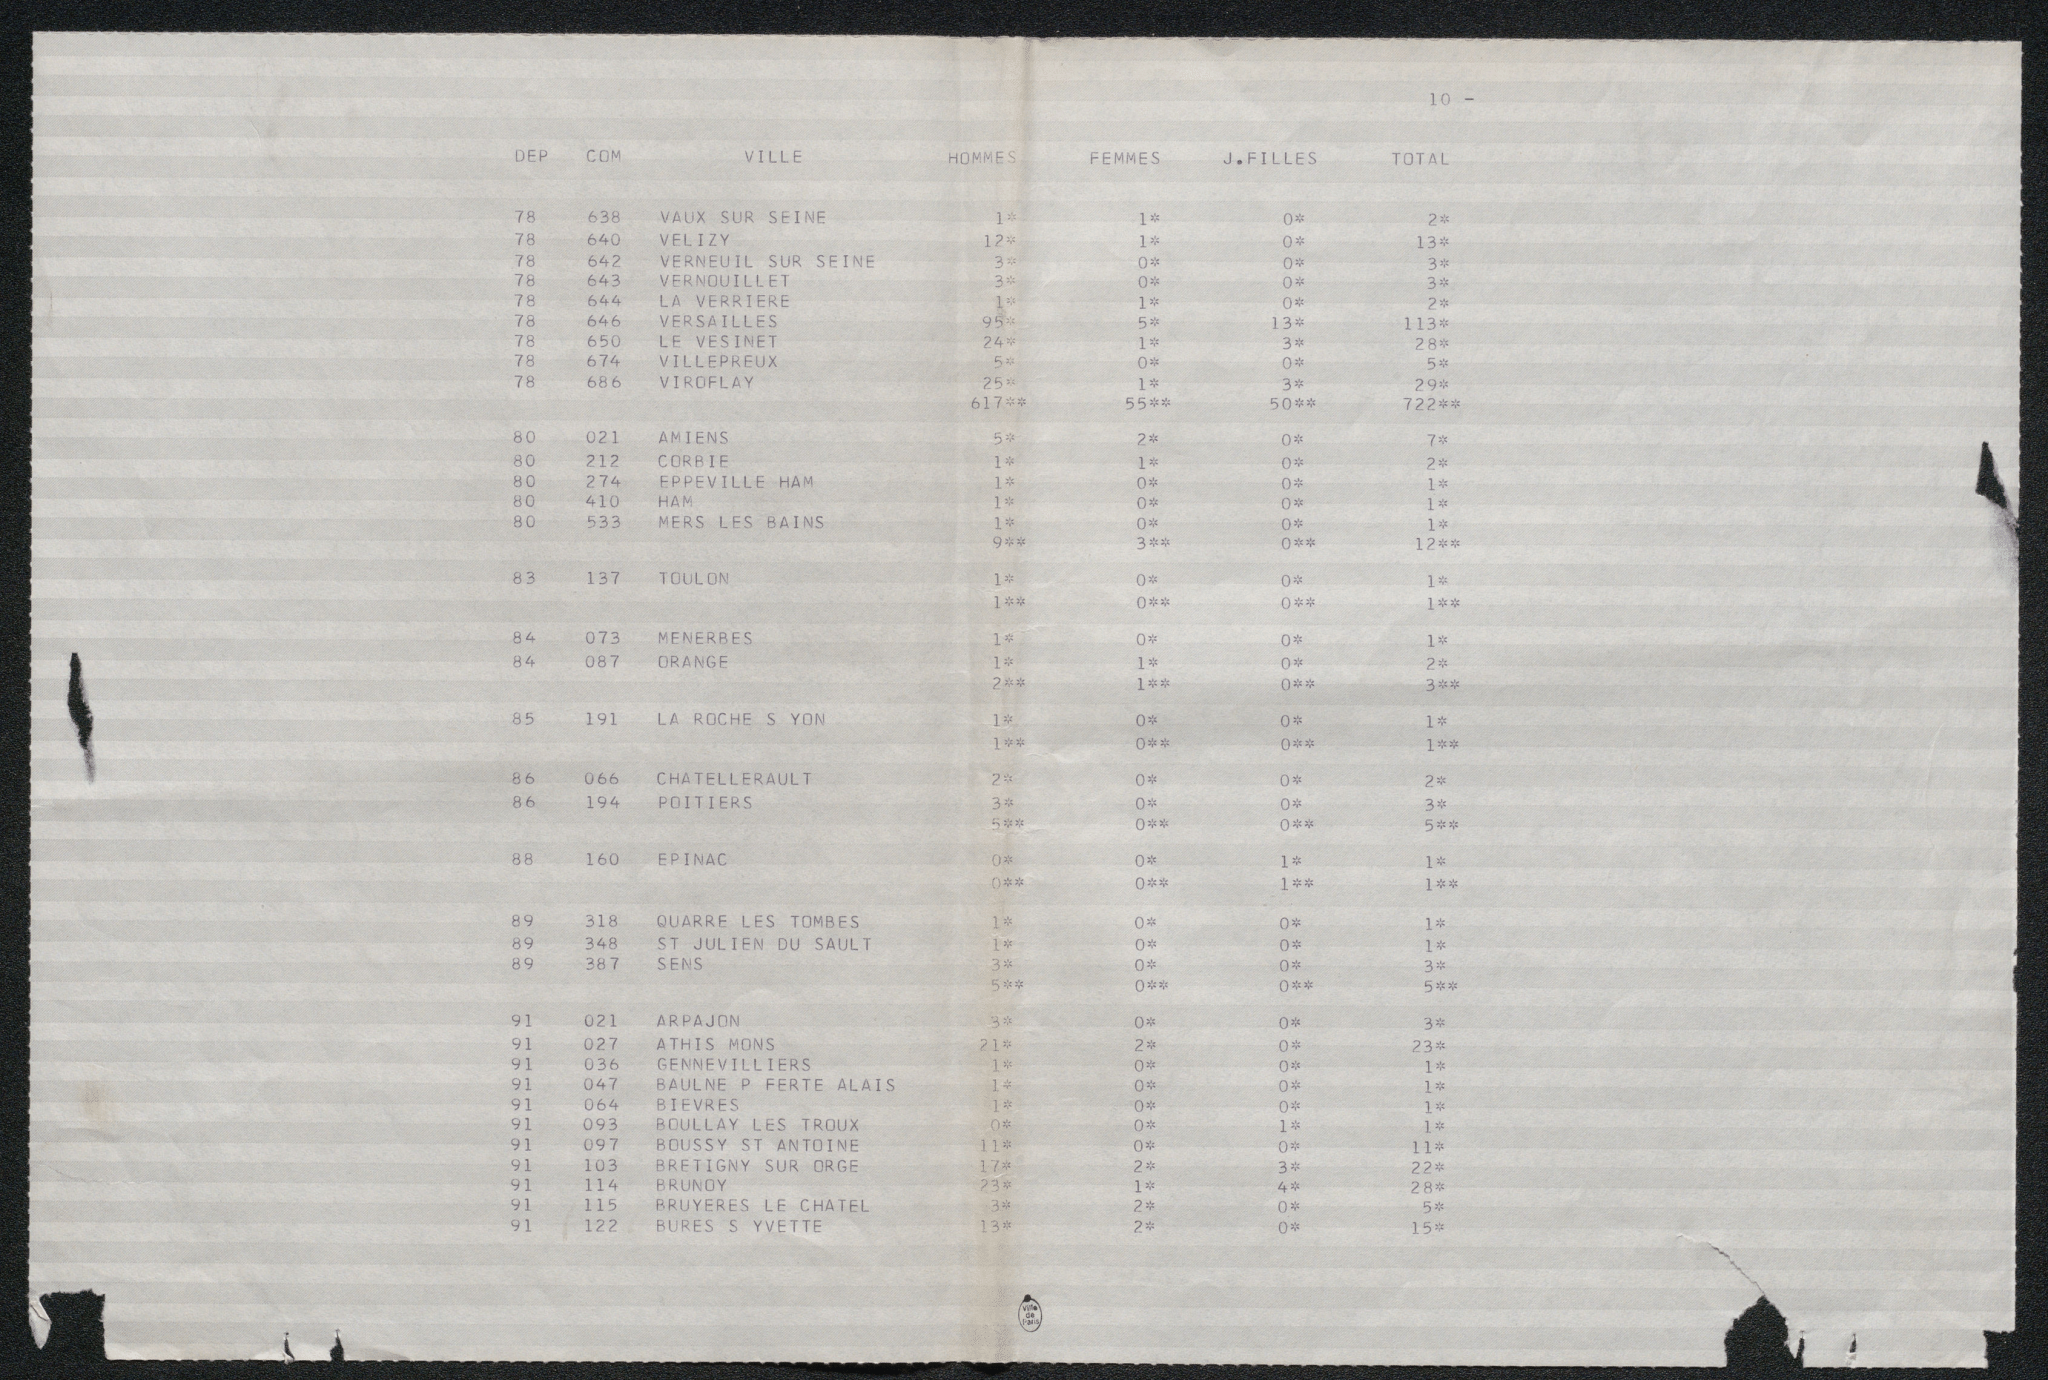 10 -
DEP COM VILLE HOMMES FEMMES J.FILLES TOTAL
78 638 VAUX SUR SEINE 1* 1* 0* 2*
78 640 VELIZY 12* 1* 0* 13*
78 642 VERNEUIL SUR SEINE 3* 0* 0* 3*
78 643 VERNOUILLET 3* 0* 0* 3*
78 644 LA VERRIERE 1* 1* 0* 2*
78 646 VERSAILLES 95* 5* 13* 113*
78 650 LE VESINET 24* 1* 3* 28*
78 674 VILLEPREUX 5* 0* 0* 5*
78 686 VIROFLAY 25* 1* 3* 29*
617** 55** 50** 722**
80 021 AMIENS 5* 2* 0* 7*
80 212 CORBIE 1* 1* 0* 2*
80 274 EPPEVILLE HAM 1* 0* 0* 1*
80 410 HAM 1* 0* 0* 1*
80 533 MERS LES BAINS 1* 0* 0* 1*
9** 3** 0** 12**
83 137 TOULON 1* 0* 0* 1*
1** 0** 0** 1**
84 073 MENERBES 1* 0* 0* 1*
84 087 ORANGE 1* 1* 0* 2*
2** 1** 0** 3**
85 191 LA ROCHE S YON 1* 0* 0* 1*
1** 0** 0** 1**
86 066 CHATELLERAULT 2* 0* 0* 2*
86 194 POITIERS 3* 0* 0* 3*
5** 0** 0** 5**
88 160 EPINAC 0* 0* 1* 1*
0** 0** 1** 1**
89 318 QUARRE LES TOMBES 1* 0* 0* 1*
89 348 ST JULIEN DU SAULT 1* 0* 0* 1*
89 387 SENS 3* 0* 0* 3*
5** 0** 0** 5**
91 021 ARPAJON 3* 0* 0* 3*
91 027 ATHIS MONS 21* 2* 0* 23*
91 036 GENNEVILLIERS 1* 0* 0* 1*
91 047 BAULNE P FERTE ALAIS 1* 0* 0* 1*
91 064 BIEVRES 1* 0* 0* 1*
91 093 BOULLAY LES TROUX 0* 0* 1* 1*
91 097 BOUSSY ST ANTOINE 11* 0* 0* 11*
91 103 BRETIGNY SUR ORGE 17* 2* 3* 22*
91 114 BRUNOY 23* 1* 4* 28*
91 115 BRUYERES LE CHATEL 3* 2* 0* 5*
91 122 BURES S YVETTE 13* 2* 0* 15*
Ville
de
Paris